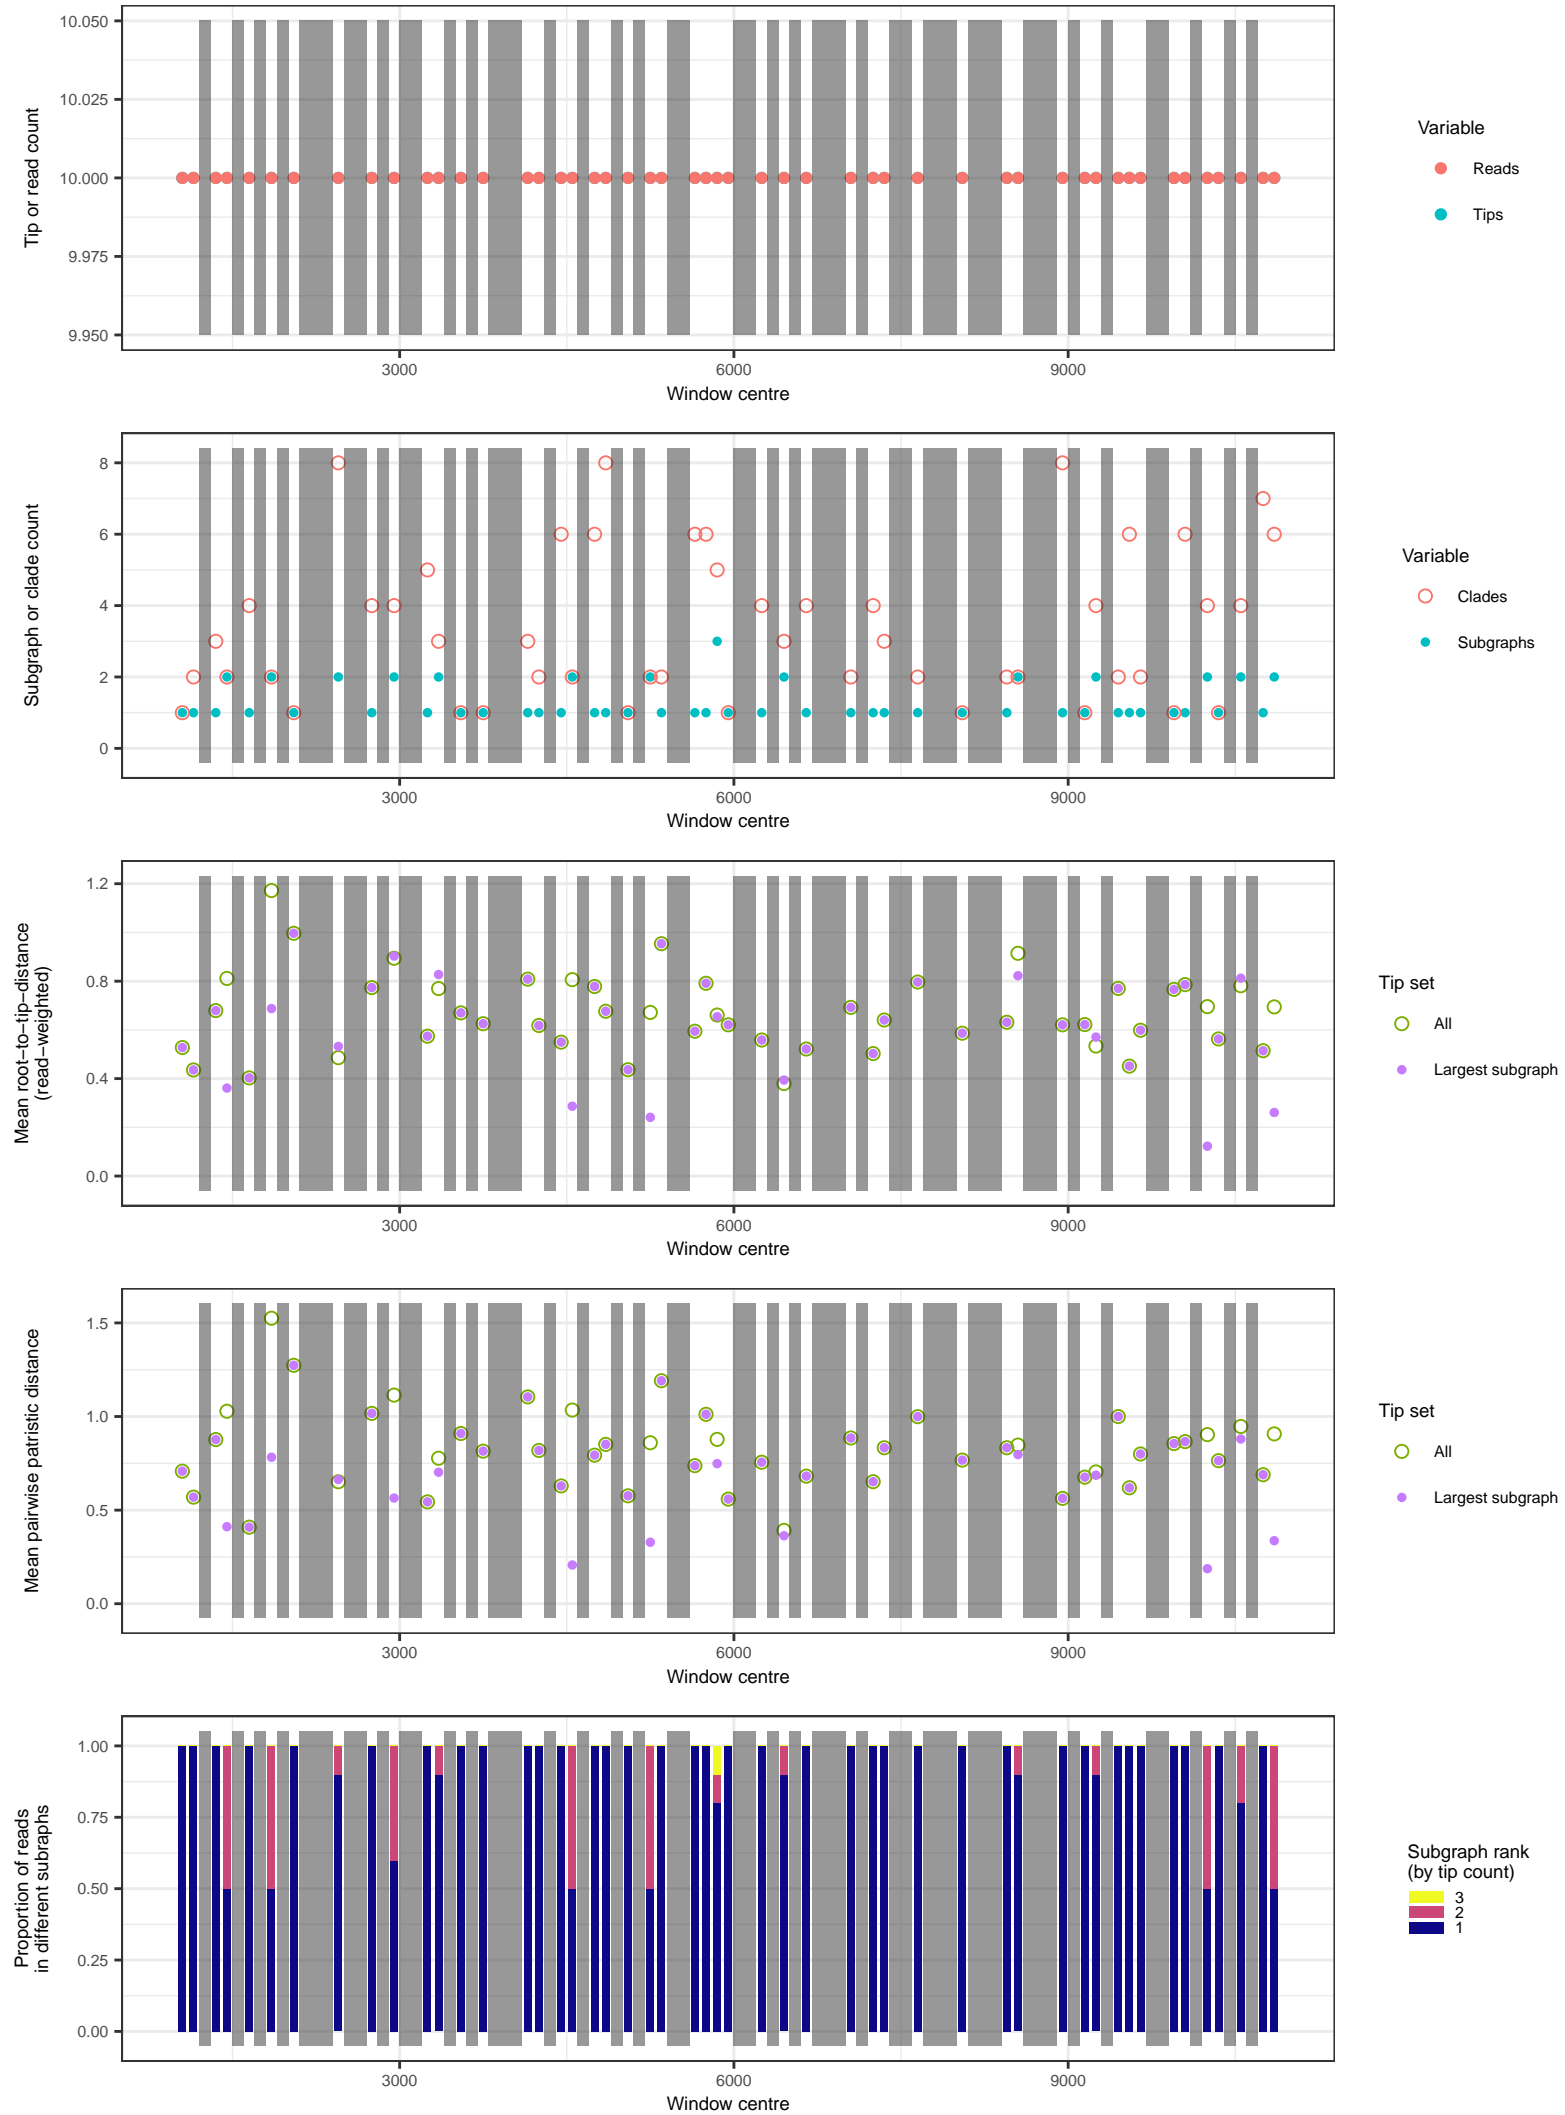 10.050
10.025
10.000
9.975
9.950
Tip or read count
3000 6000 9000
Window centre
Variable
Reads
Tips
8
6
4
2
0
Subgraph or clade count
3000 6000 9000
Window centre
Variable
Clades
Subgraphs
1.2
0.8
0.4
0.0
Mean root−to−tip−distance
(read−weighted)
3000 6000 9000
Window centre
Tip set
All
Largest subgraph
1.5
1.0
0.5
0.0
Mean pairwise patristic distance
3000 6000 9000
Window centre
Tip set
All
Largest subgraph
1.00
0.75
0.50
0.25
0.00
Proportion of reads
in different subraphs
3000 6000 9000
Window centre
Subgraph rank
(by tip count)
3
2
1